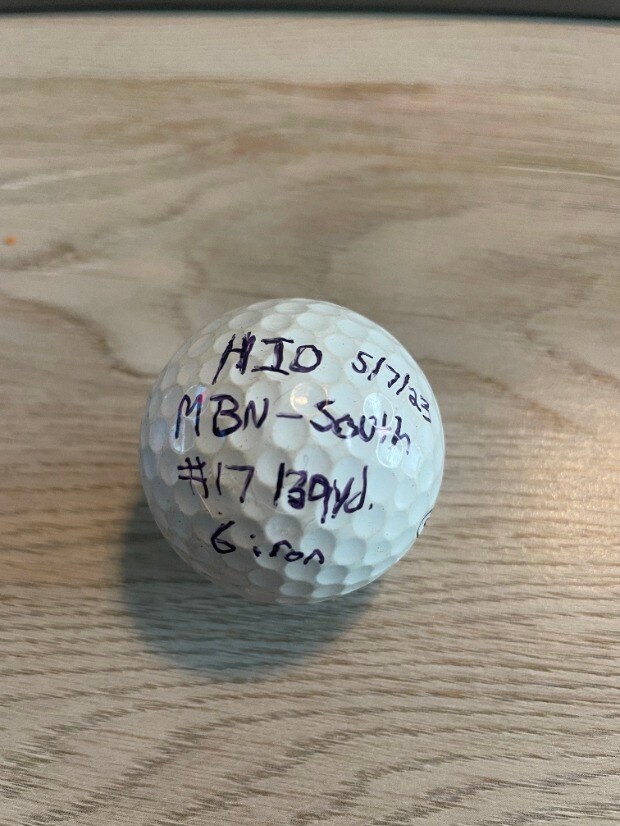 HIO 5/7/23
MBN-South
#17 139yd.
6 iron